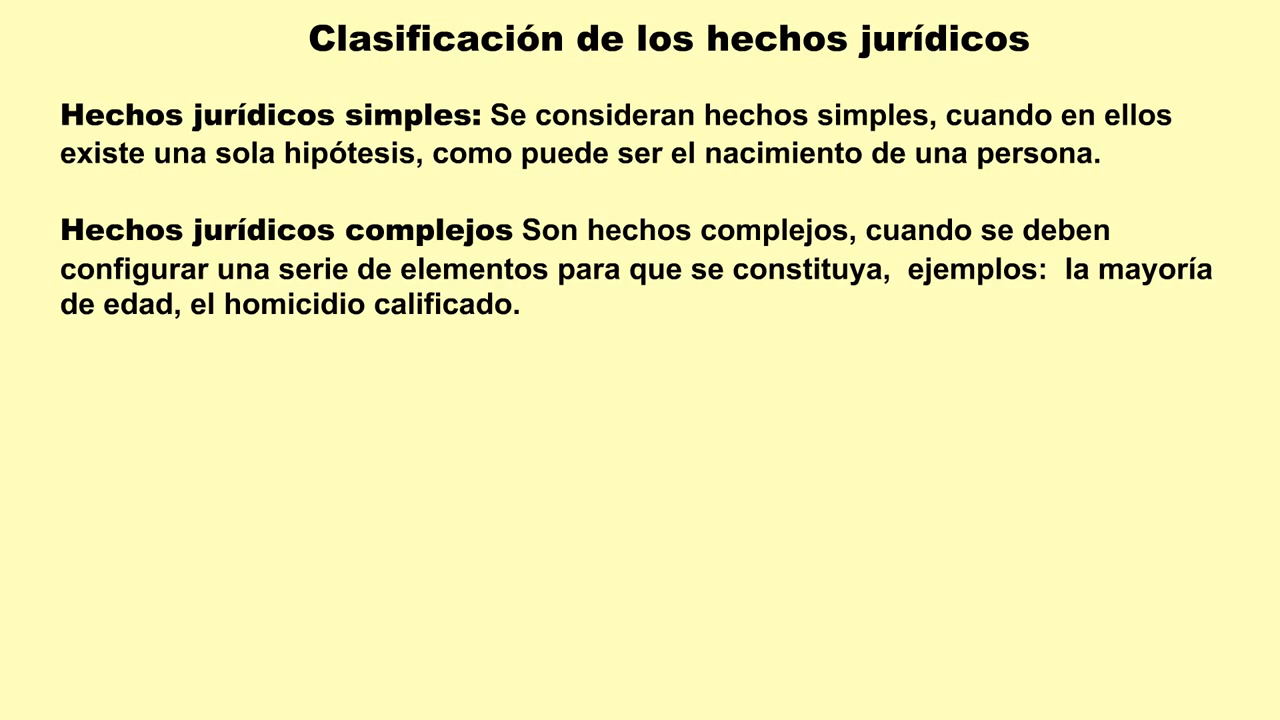 Clasificación de los hechos jurídicos
Hechos jurídicos simples: Se consideran hechos simples, cuando en ellos
existe una sola hipótesis, como puede ser el nacimiento de una persona.
Hechos jurídicos complejos Son hechos complejos, cuando se deben
configurar una serie de elementos para que se constituya,  ejemplos:  la mayoría
de edad, el homicidio calificado.